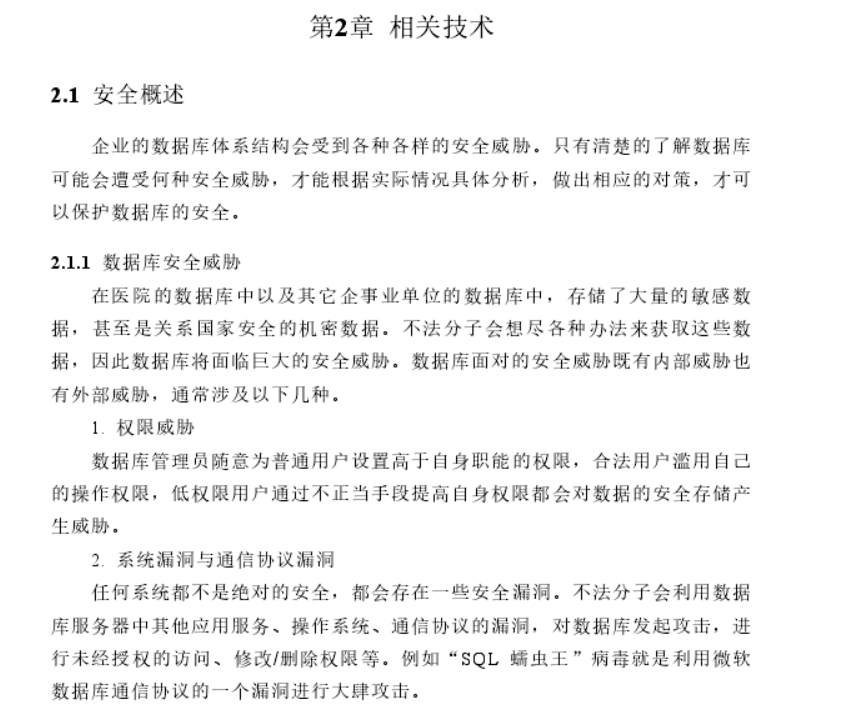 第2章 相关技术
2.1 安全概述
企业的数据库体系结构会受到各种各样的安全威胁。只有清楚的了解数据库
可能会遭受何种安全威胁，才能根据实际情况具体分析，做出相应的对策，才可
以保护数据库的安全。
2.1.1 数据库安全威胁
在医院的数据库中以及其它企事业单位的数据库中，存储了大量的敏感数
据，甚至是关系国家安全的机密数据。不法分子会想尽各种办法来获取这些数
据，因此数据库将面临巨大的安全威胁。数据库面对的安全威胁既有内部威胁也
有外部威胁，通常涉及以下几种。
1. 权限威胁
数据库管理员随意为普通用户设置高于自身职能的权限，合法用户滥用自己
的操作权限，低权限用户通过不正当手段提高自身权限都会对数据的安全存储产
生威胁。
2. 系统漏洞与通信协议漏洞
任何系统都不是绝对的安全，都会存在一些安全漏洞。不法分子会利用数据
库服务器中其他应用服务、操作系统、通信协议的漏洞，对数据库发起攻击，进
行未经授权的访问、修改/删除权限等。例如“SQL 蠕虫王”病毒就是利用微软
数据库通信协议的一个漏洞进行大肆攻击。